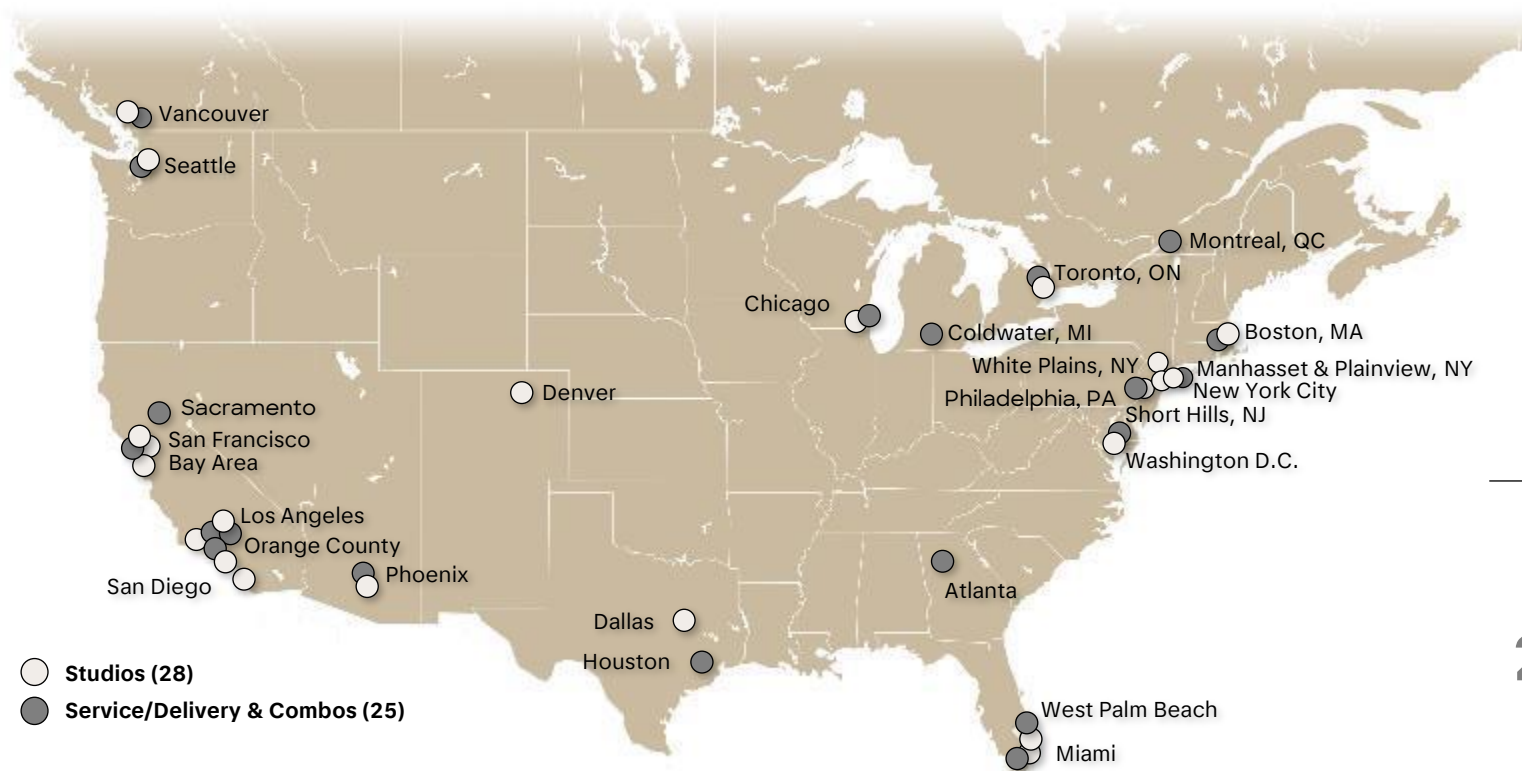 Vancouver
Seattle
Montreal, QC
Toronto, ON
Chicago
Coldwater, MI
Boston, MA
White Plains, NY
Manhasset & Plainview, NY
New York City
Philadelphia, PA
Short Hills, NJ
Washington D.C.
Denver
Sacramento
San Francisco
Bay Area
Los Angeles
Orange County
San Diego
Phoenix
Atlanta
Dallas
Houston
West Palm Beach
Miami
Studios (28)
Service/Delivery & Combos (25)